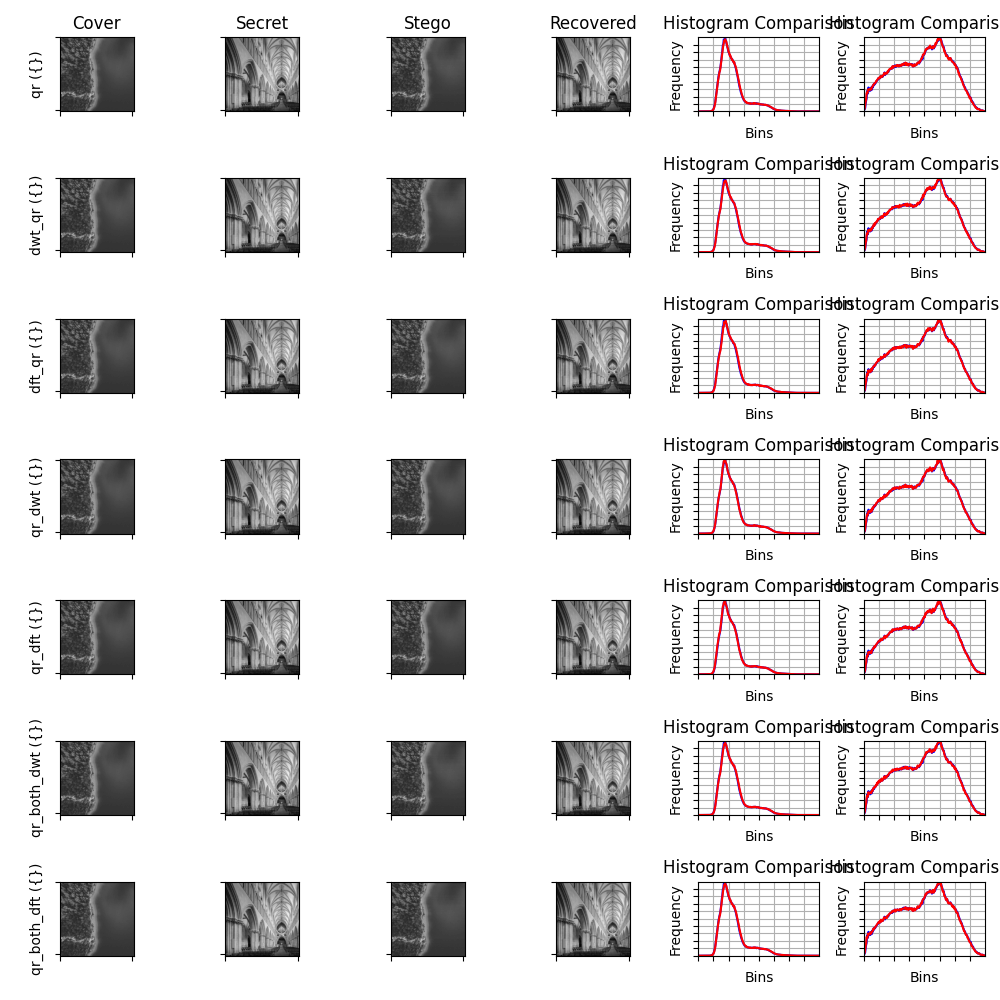 Cover Secret Stego Recovered Histogram Comparison Histogram Comparis
qr ({}) Frequency Frequency
Bins Bins
Histogram Comparison Histogram Comparis
dwt_qr ({}) Frequency Frequency
Bins Bins
Histogram Comparison Histogram Comparis
dft_qr ({}) Frequency Frequency
Bins Bins
Histogram Comparison Histogram Comparis
qr_dwt ({}) Frequency Frequency
Bins Bins
Histogram Comparison Histogram Comparis
qr_dft ({}) Frequency Frequency
Bins Bins
Histogram Comparison Histogram Comparis
qr_both_dwt ({}) Frequency Frequency
Bins Bins
Histogram Comparison Histogram Comparis
qr_both_dft ({}) Frequency Frequency
Bins Bins